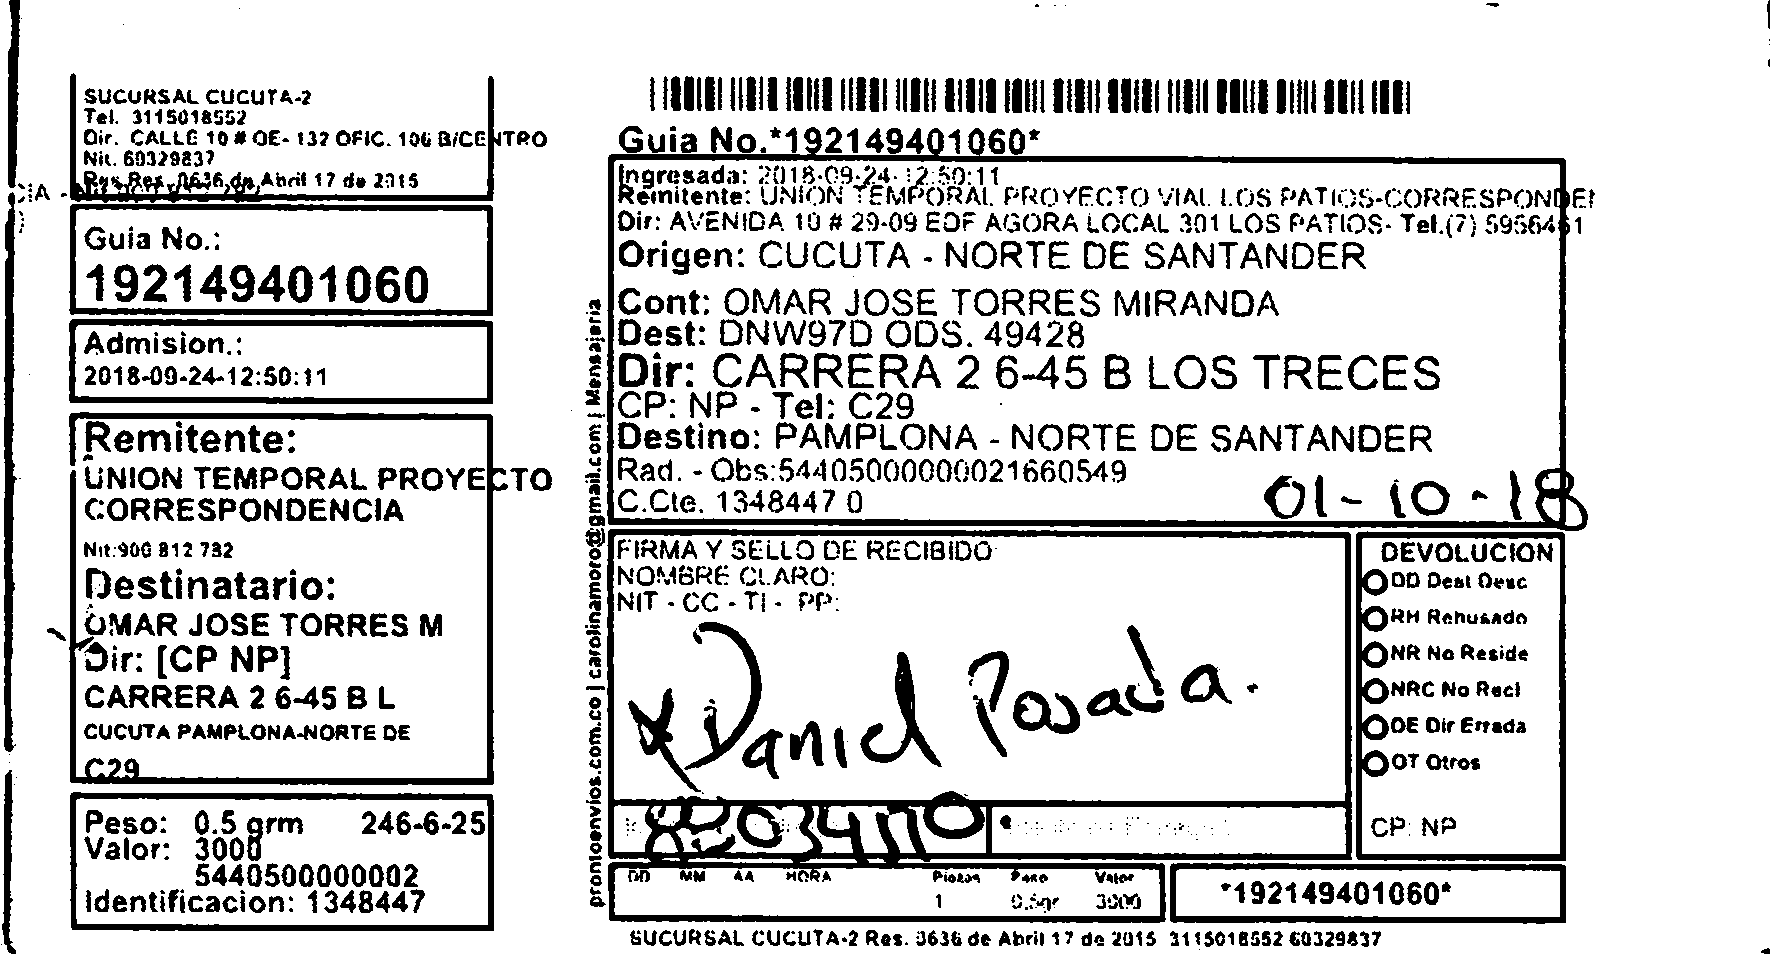 SUCURSAL CUCUTA-2
Tel. 3115018552
Dir. CALLE 10 # OE- 132 OFIC. 106 B/CENTRO
Nit. 60329837
Res.Res. 0636 de Abril 17 de 2015
Guia No.:
192149401060
Admision.:
2018-09-24-12:50:11
Remitente:
UNION TEMPORAL PROYECTO
CORRESPONDENCIA
Nit:900 812 782
Destinatario:
OMAR JOSE TORRES M
Dir: [CP NP]
CARRERA 2 6-45 B L
CUCUTA PAMPLONA-NORTE DE
C29
Peso: 0.5 grm 246-6-25
Valor: 3000
5440500000002
Identificacion: 1348447
prontoenvios.com.co | carolinamoro@gmail.com | Mensajeria
Guia No.*192149401060*
Ingresada: 2018-09-24-12:50:11
Remitente: UNION TEMPORAL PROYECTO VIAL LOS PATIOS-CORRESPONDE
Dir: AVENIDA 10 # 29-09 EDF AGORA LOCAL 301 LOS PATIOS- Tel.(7) 5956461
Origen: CUCUTA - NORTE DE SANTANDER
Cont: OMAR JOSE TORRES MIRANDA
Dest: DNW97D ODS. 49428
Dir: CARRERA 2 6-45 B LOS TRECES
CP: NP - Tel: C29
Destino: PAMPLONA - NORTE DE SANTANDER
Rad. - Obs:54405000000021660549
C.Cte. 1348447 0
01-10-18
FIRMA Y SELLO DE RECIBIDO
NOMBRE CLARO:
NIT - CC - TI - PP:
Daniel Posada.
DEVOLUCION
DD Dest Desc
RH Rehusado
NR No Reside
NRC No Recl
DE Dir Errada
OT Otros
CP: NP
DD MM AA HORA Piezas Peso Valor
1 0.5gr 3000
*192149401060*
SUCURSAL CUCUTA-2 Res. 0636 de Abril 17 de 2015 3115018552 60329837